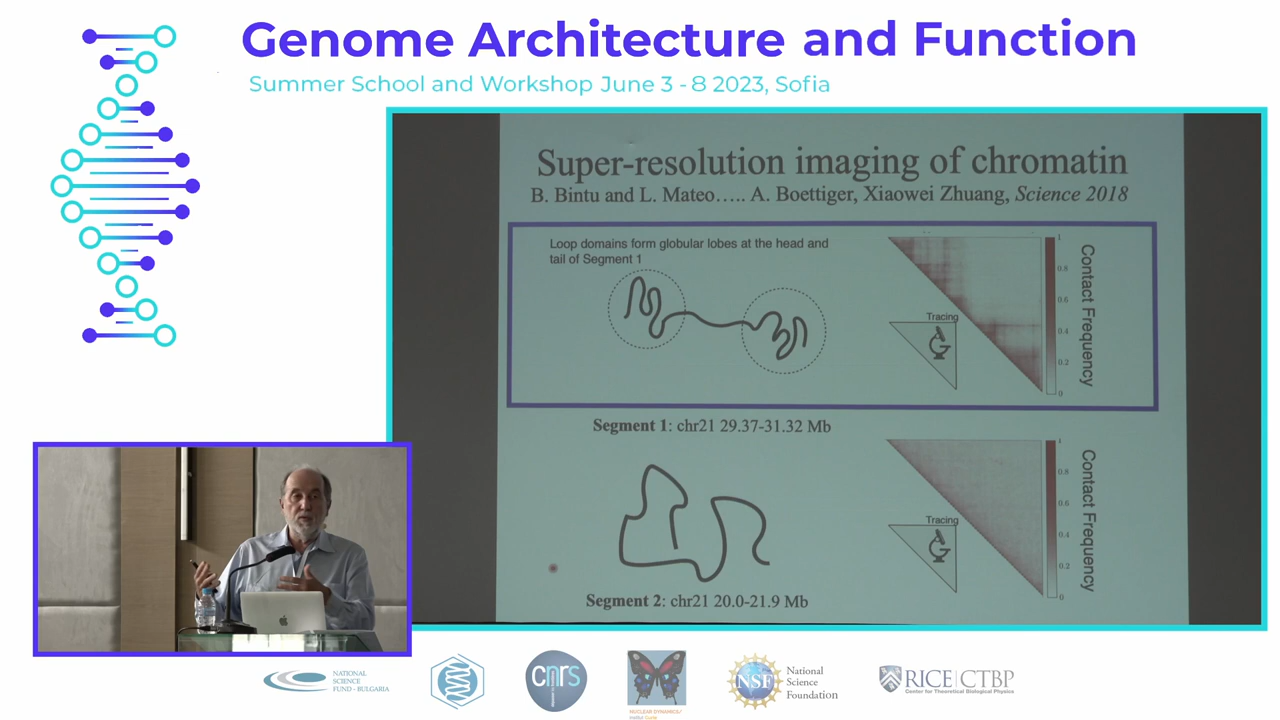 Genome Architecture and Function
Summer School and Workshop June 3 - 8 2023, Sofia
Super-resolution imaging of chromatin
B. Bintu and L. Mateo..... A. Boettiger, Xiaowei Zhuang, Science 2018
Loop domains form globular lobes at the head and
tail of Segment 1
Tracing
1
0.8
0.6
0.4
0.2
0
Contact Frequency
Segment 1: chr21 29.37-31.32 Mb
Tracing
1
0.8
0.6
0.4
0.2
0
Contact Frequency
Segment 2: chr21 20.0-21.9 Mb
NATIONAL
SCIENCE
FUND - BULGARIA
cnrs
NUCLEAR DYNAMICS/
Institut Curie
NSF
National
Science
Foundation
RICE | CTBP
Center for Theoretical Biological Physics